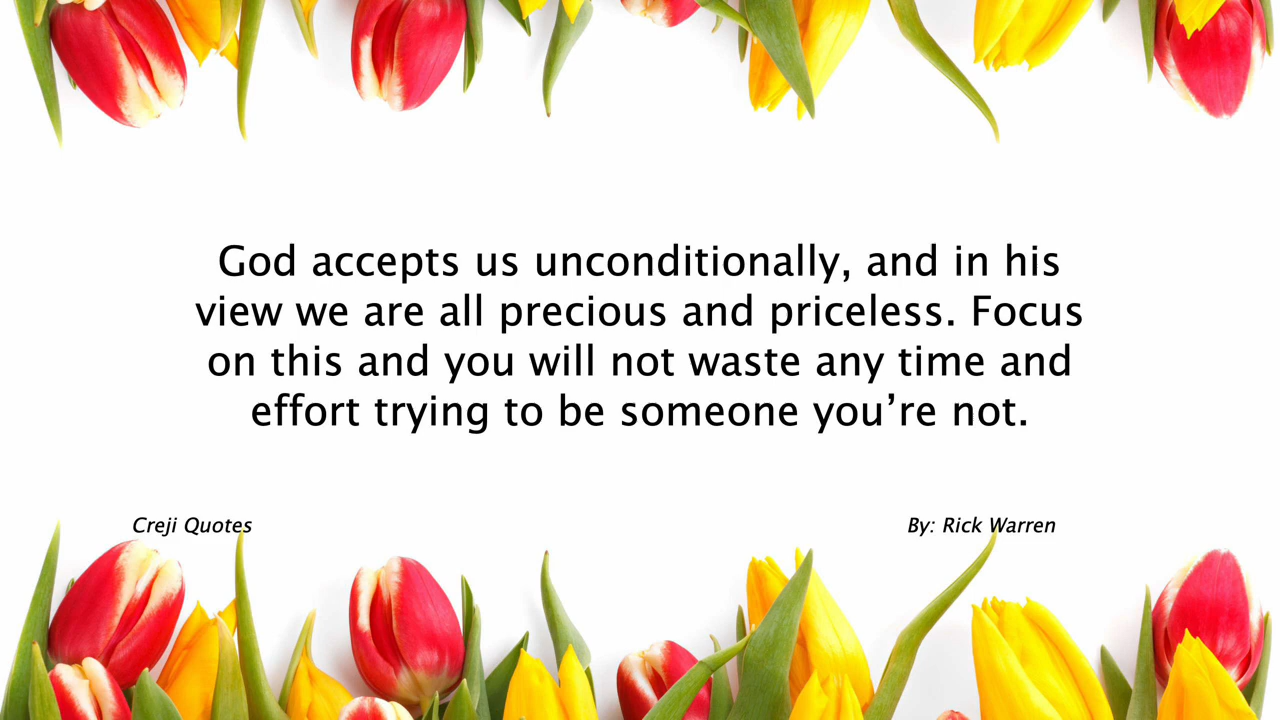 God accepts us unconditionally, and in his
view we are all precious and priceless. Focus
on this and you will not waste any time and
effort trying to be someone you’re not.
Creji Quotes
By: Rick Warren